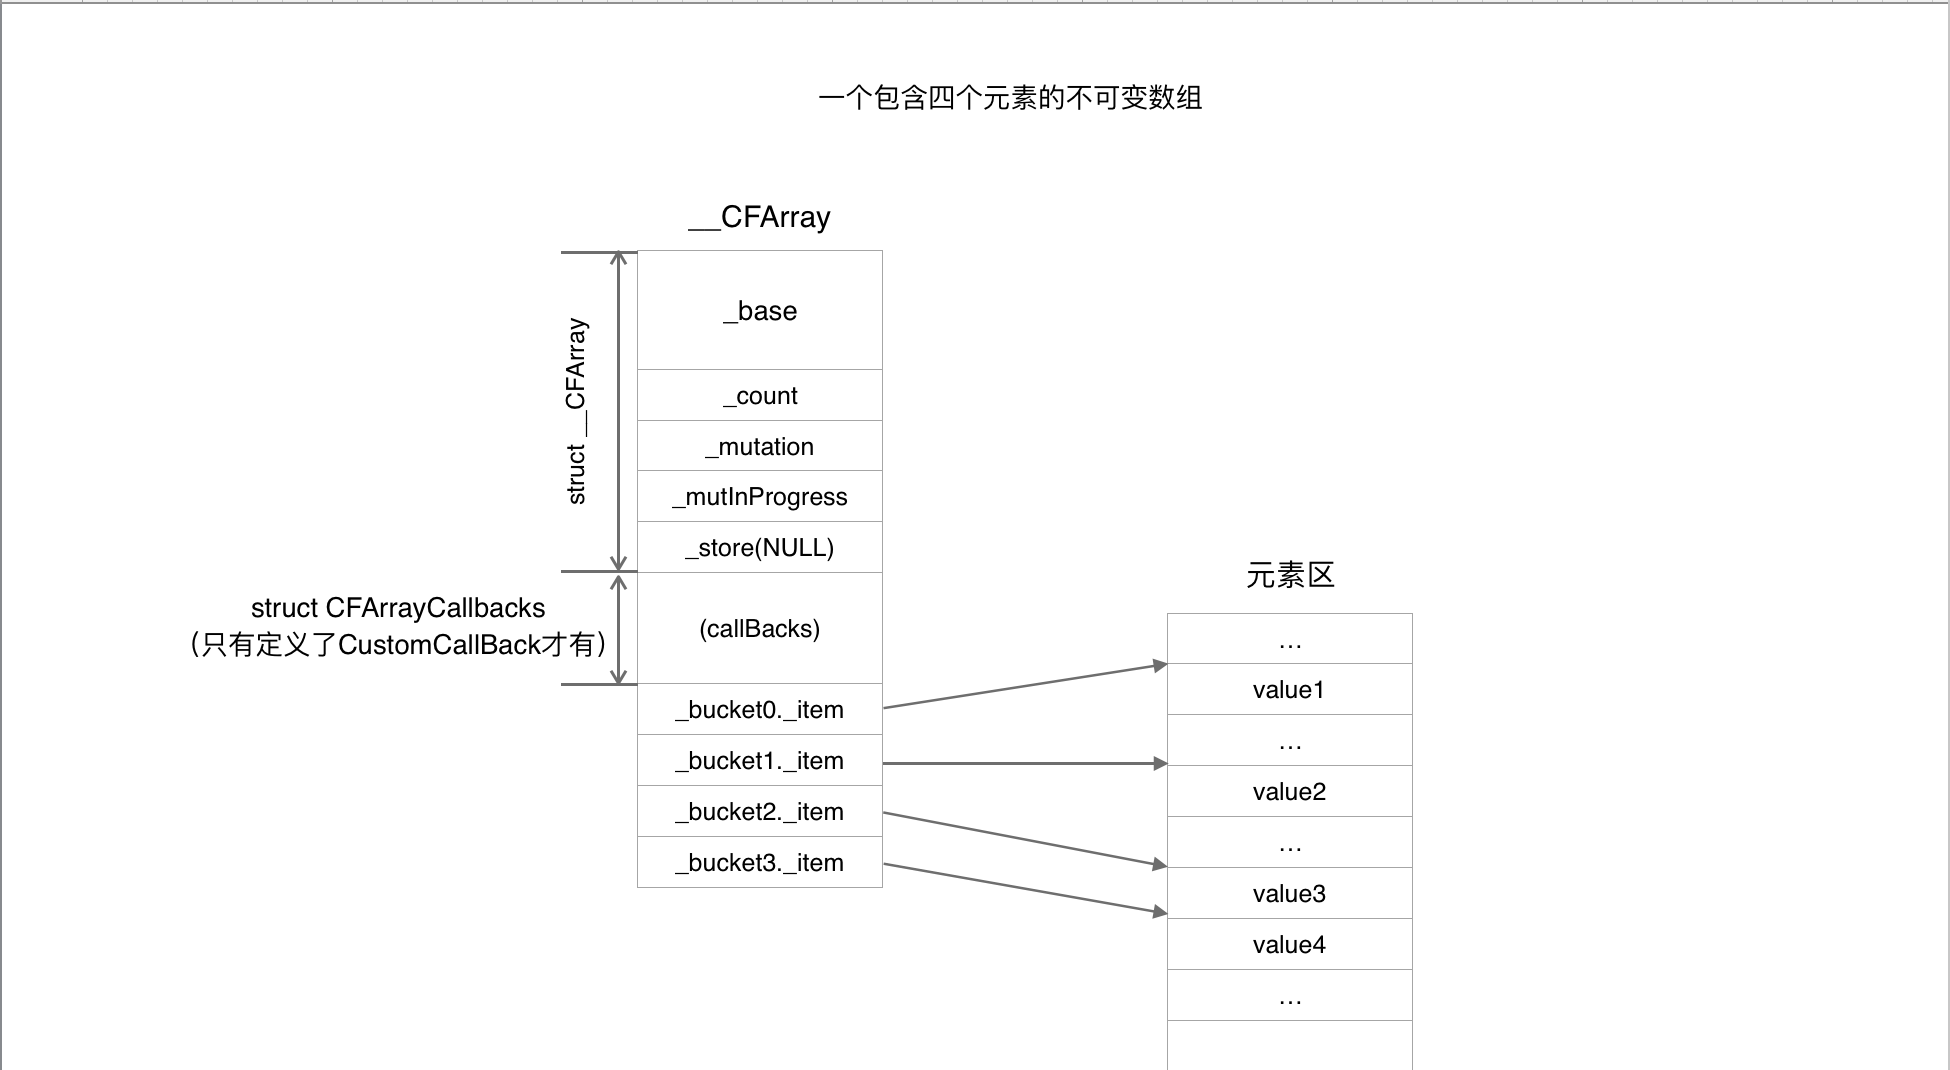 一个包含四个元素的不可变数组
__CFArray
_base
_count
_mutation
_mutInProgress
_store(NULL)
struct __CFArray
struct CFArrayCallbacks
（只有定义了CustomCallBack才有）
(callBacks)
_bucket0._item
_bucket1._item
_bucket2._item
_bucket3._item
元素区
...
value1
...
value2
...
value3
value4
...